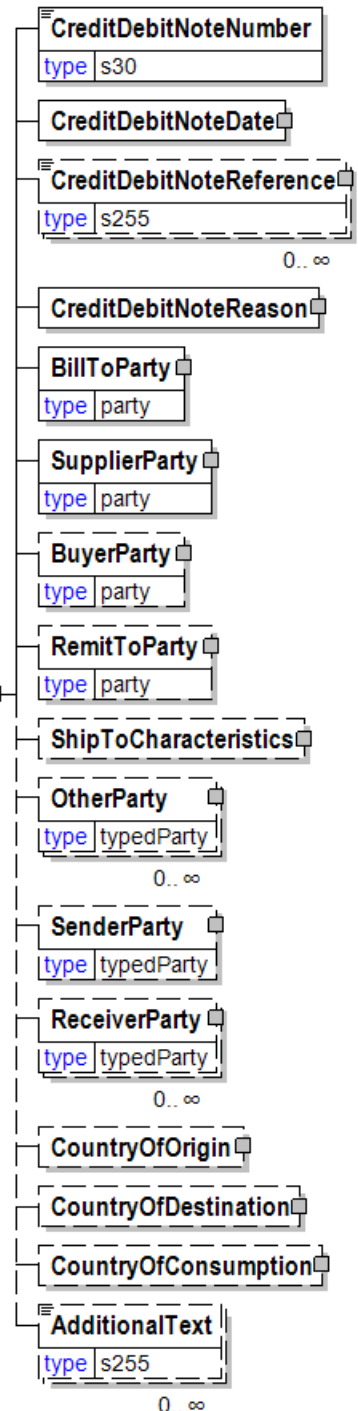 CreditDebitNoteNumber
type s30
CreditDebitNoteDate
CreditDebitNoteReference
type s255
0.. ∞
CreditDebitNoteReason
BillToParty
type party
SupplierParty
type party
BuyerParty
type party
RemitToParty
type party
ShipToCharacteristics
OtherParty
type typedParty
0.. ∞
SenderParty
type typedParty
ReceiverParty
type typedParty
0.. ∞
CountryOfOrigin
CountryOfDestination
CountryOfConsumption
AdditionalText
type s255
0.. ∞